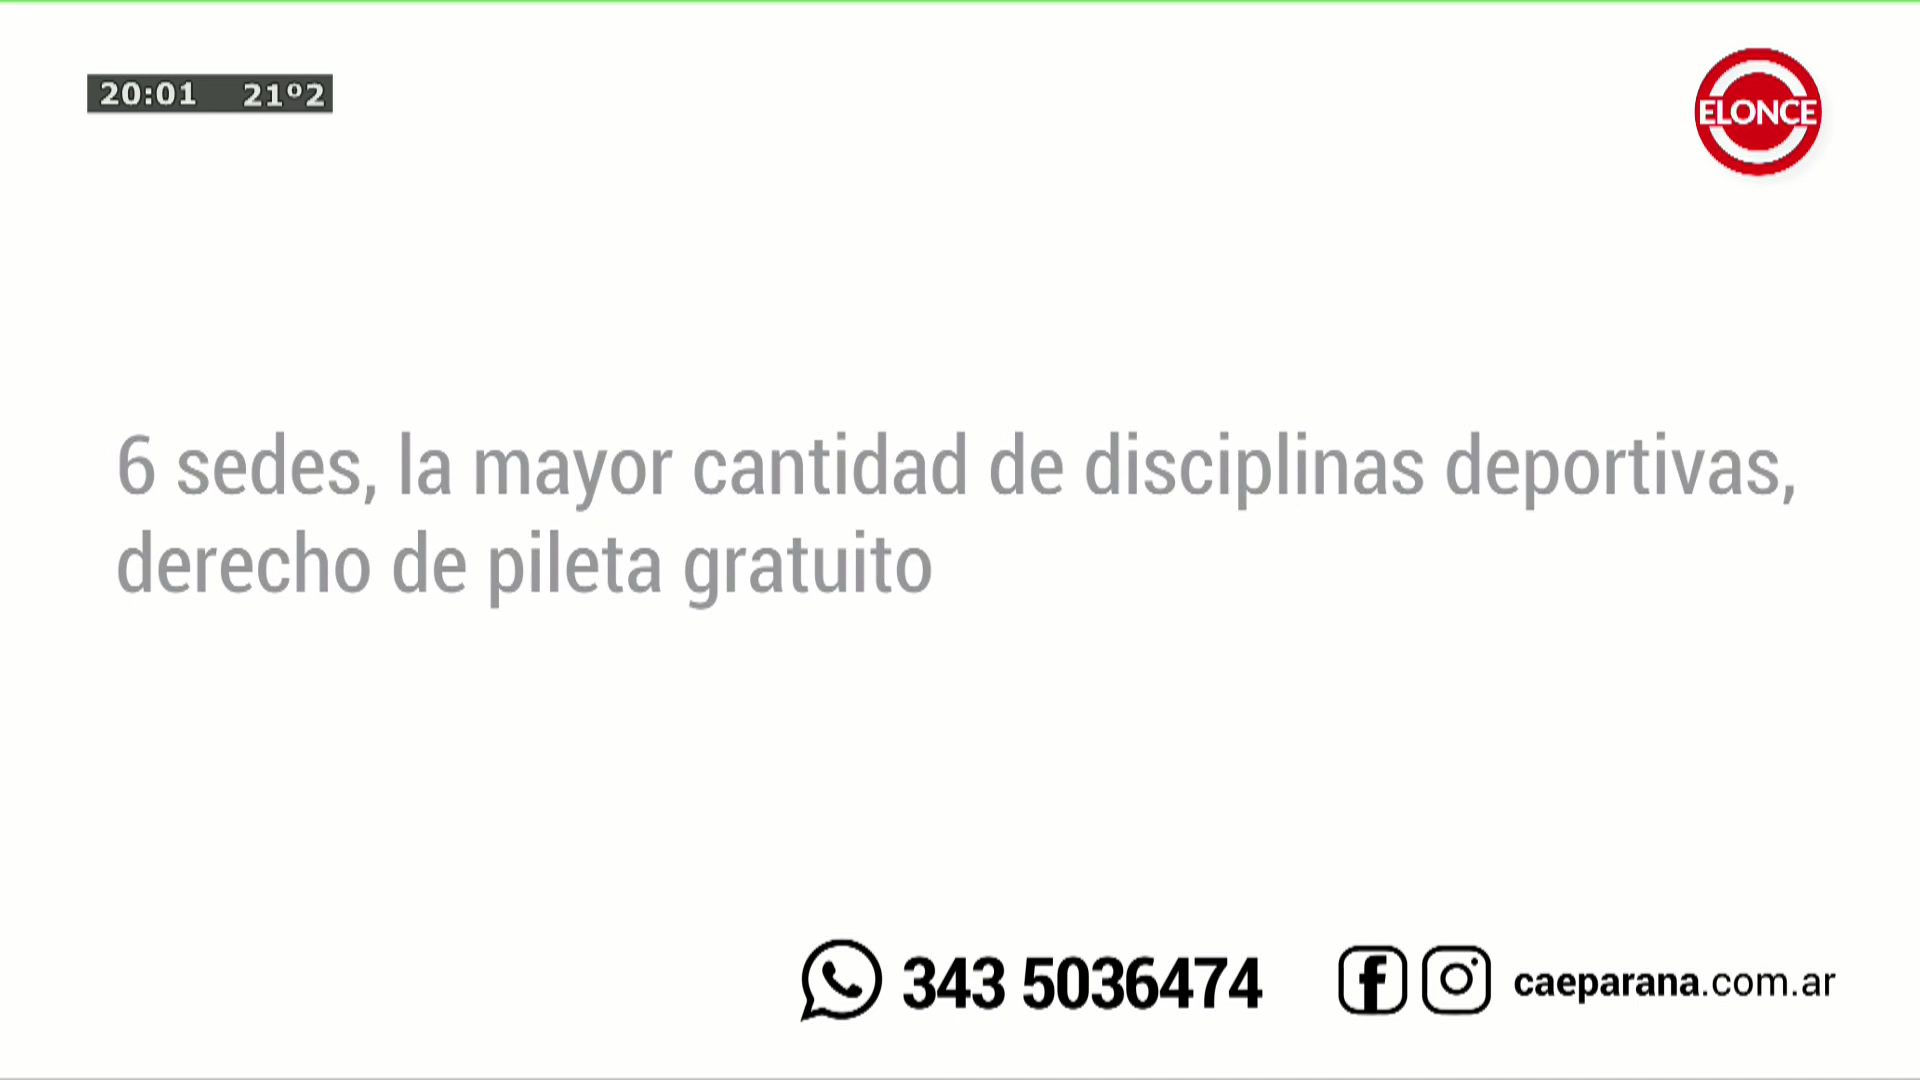 20:01 21º2
ELONCE
6 sedes, la mayor cantidad de disciplinas deportivas,
derecho de pileta gratuito
343 5036474
caeparana.com.ar